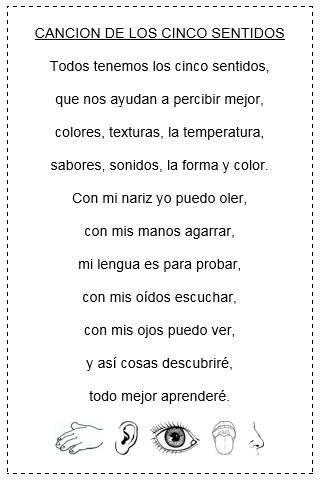 CANCION DE LOS CINCO SENTIDOS
Todos tenemos los cinco sentidos,
que nos ayudan a percibir mejor,
colores, texturas, la temperatura,
sabores, sonidos, la forma y color.
Con mi nariz yo puedo oler,
con mis manos agarrar,
mi lengua es para probar,
con mis oídos escuchar,
con mis ojos puedo ver,
y así cosas descubriré,
todo mejor aprenderé.